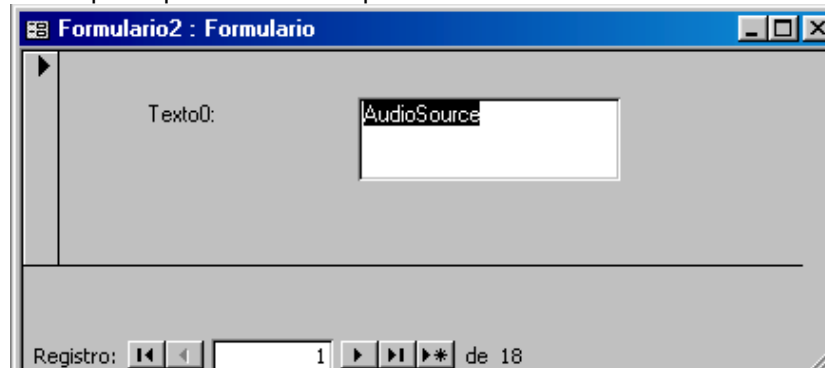 Formulario2 : Formulario
Texto0: AudioSource
Registro: 1 de 18